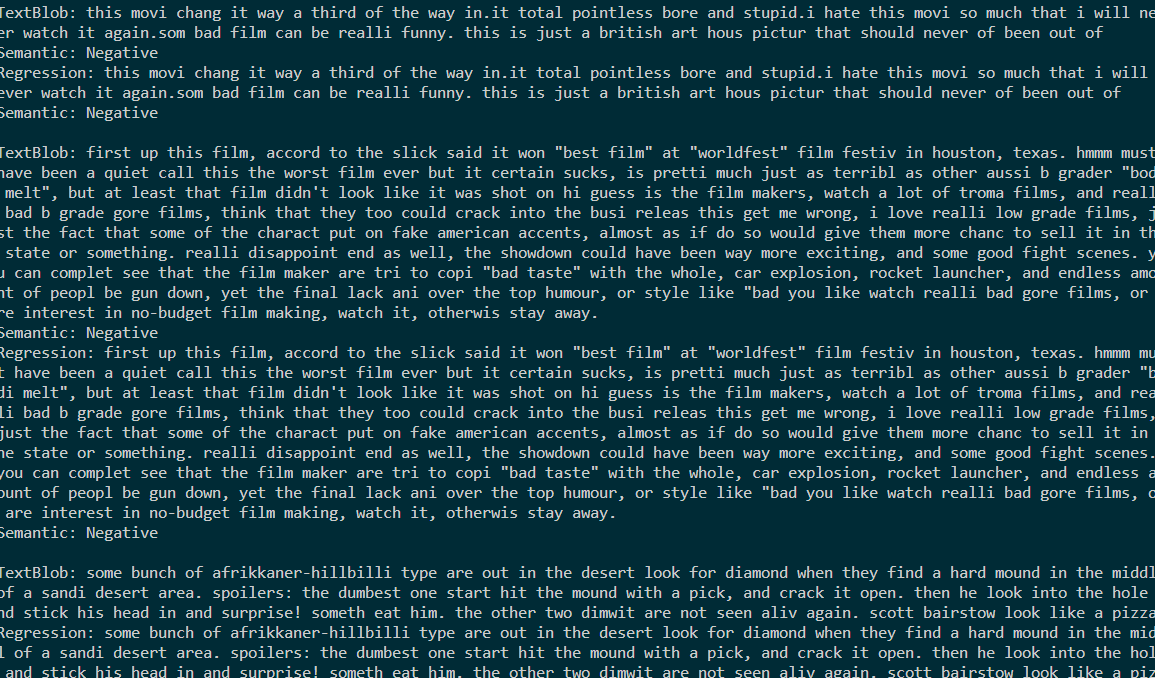 TextBlob: this movi chang it way a third of the way in.it total pointless bore and stupid.i hate this movi so much that i will ne
er watch it again.som bad film can be realli funny. this is just a british art hous pictur that should never of been out of
Semantic: Negative
Regression: this movi chang it way a third of the way in.it total pointless bore and stupid.i hate this movi so much that i will
ever watch it again.som bad film can be realli funny. this is just a british art hous pictur that should never of been out of
Semantic: Negative
TextBlob: first up this film, accord to the slick said it won "best film" at "worldfest" film festiv in houston, texas. hmmm must
have been a quiet call this the worst film ever but it certain sucks, is pretti much just as terribl as other aussi b grader "bod
melt", but at least that film didn't look like it was shot on hi guess is the film makers, watch a lot of troma films, and reall
bad b grade gore films, think that they too could crack into the busi releas this get me wrong, i love realli low grade films, j
st the fact that some of the charact put on fake american accents, almost as if do so would give them more chanc to sell it in th
state or something. realli disappoint end as well, the showdown could have been way more exciting, and some good fight scenes. y
u can complet see that the film maker are tri to copi "bad taste" with the whole, car explosion, rocket launcher, and endless amo
nt of peopl be gun down, yet the final lack ani over the top humour, or style like "bad you like watch realli bad gore films, or
re interest in no-budget film making, watch it, otherwis stay away.
Semantic: Negative
Regression: first up this film, accord to the slick said it won "best film" at "worldfest" film festiv in houston, texas. hmmm mu
t have been a quiet call this the worst film ever but it certain sucks, is pretti much just as terribl as other aussi b grader "b
di melt", but at least that film didn't look like it was shot on hi guess is the film makers, watch a lot of troma films, and rea
li bad b grade gore films, think that they too could crack into the busi releas this get me wrong, i love realli low grade films,
just the fact that some of the charact put on fake american accents, almost as if do so would give them more chanc to sell it in
he state or something. realli disappoint end as well, the showdown could have been way more exciting, and some good fight scenes.
you can complet see that the film maker are tri to copi "bad taste" with the whole, car explosion, rocket launcher, and endless a
ount of peopl be gun down, yet the final lack ani over the top humour, or style like "bad you like watch realli bad gore films, o
are interest in no-budget film making, watch it, otherwis stay away.
Semantic: Negative
TextBlob: some bunch of afrikkaner-hillbilli type are out in the desert look for diamond when they find a hard mound in the middl
of a sandi desert area. spoilers: the dumbest one start hit the mound with a pick, and crack it open. then he look into the hole
nd stick his head in and surprise! someth eat him. the other two dimwit are not seen aliv again. scott bairstow look like a pizza
Regression: some bunch of afrikkaner-hillbilli type are out in the desert look for diamond when they find a hard mound in the mid
l of a sandi desert area. spoilers: the dumbest one start hit the mound with a pick, and crack it open. then he look into the hol
and stick his head in and surprise! someth eat him. the other two dimwit are not seen aliv again. scott bairstow look like a piz